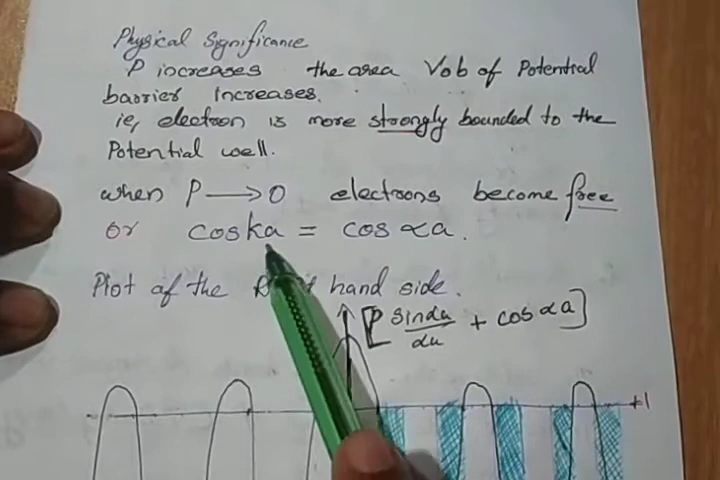 Physical Significance
P increases the area Vob of Potential
barrier increases.
ie, electron is more strongly bounded to the
Potential well.
when P → 0 electrons become free
or coska = cos αa.
Plot of the hand side.
[P sinαa/αa + cos αa]
+1